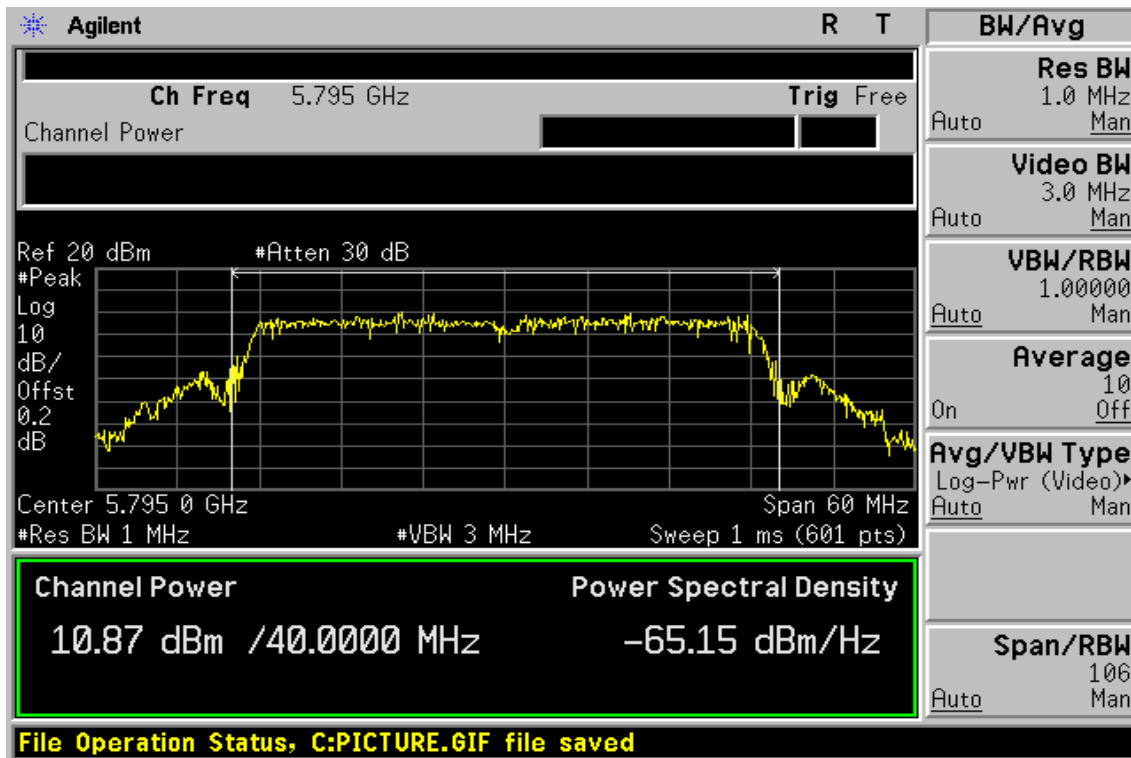 Agilent R T
Ch Freq 5.795 GHz Trig Free
Channel Power
Ref 20 dBm #Atten 30 dB
#Peak
Log
10
dB/
Offst
0.2
dB
Center 5.795 0 GHz Span 60 MHz
#Res BW 1 MHz #VBW 3 MHz Sweep 1 ms (601 pts)
Channel Power Power Spectral Density
10.87 dBm /40.0000 MHz -65.15 dBm/Hz
File Operation Status, C:PICTURE.GIF file saved
BW/Avg
Res BW
1.0 MHz
Auto Man
Video BW
3.0 MHz
Auto Man
VBW/RBW
1.00000
Auto Man
Average
10
On Off
Avg/VBW Type
Log-Pwr (Video)▸
Auto Man
Span/RBW
106
Auto Man